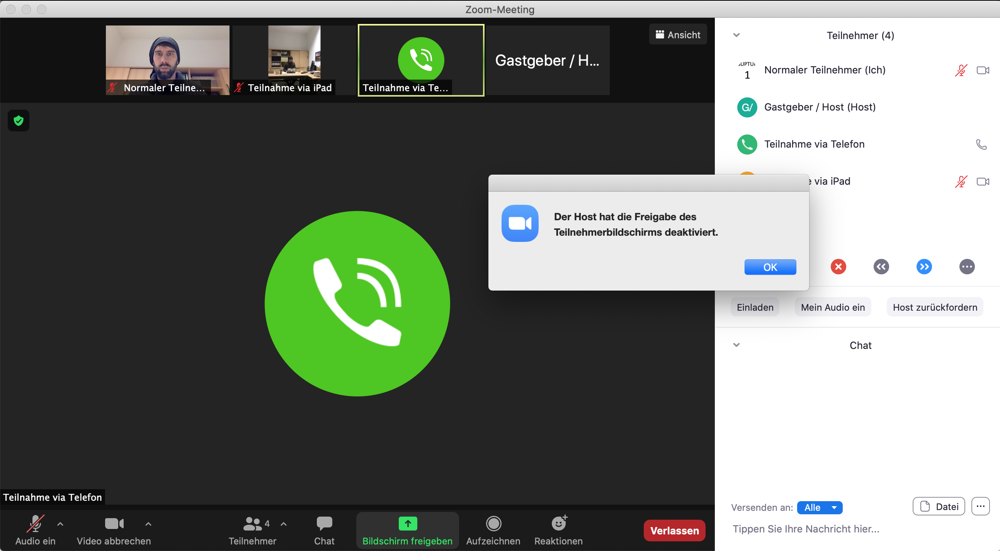 Zoom-Meeting
Normaler Teilne...
Teilnahme via iPad
Teilnahme via Te...
Gastgeber / H...
Ansicht
Teilnehmer (4)
1
Normaler Teilnehmer (Ich)
G/
Gastgeber / Host (Host)
Teilnahme via Telefon
via iPad
Der Host hat die Freigabe des
Teilnehmerbildschirms deaktiviert.
OK
Einladen
Mein Audio ein
Host zurückfordern
Chat
Teilnahme via Telefon
Versenden an:
Alle
Datei
Tippen Sie Ihre Nachricht hier...
Audio ein
Video abbrechen
4
Teilnehmer
Chat
Bildschirm freigeben
Aufzeichnen
Reaktionen
Verlassen